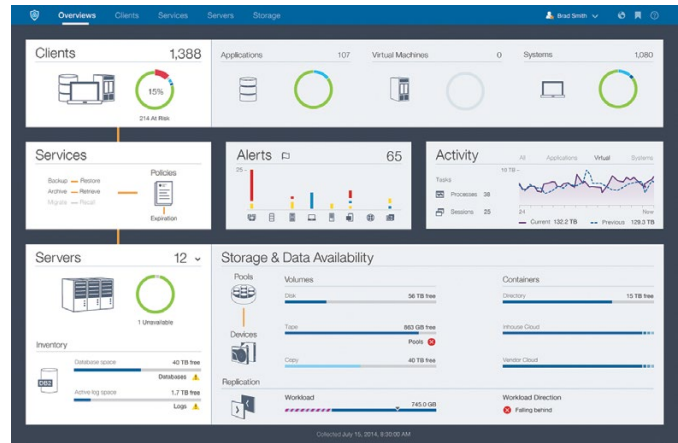 Overviews Clients Services Servers Storage Brad Smith
Clients 1,388
15%
214 At Risk
Applications 107
Virtual Machines 0
Systems 1,080
Services
Policies
Backup Restore
Archive Retrieve
Migrate Recall
Expiration
Alerts 65
25
Activity
All Applications Virtual Systems
Tasks
Processes 38
Sessions 25
10 TB
24 Now
Current 132.2 TB Previous 129.3 TB
Servers 12
1 Unavailable
Inventory
Database space 40 TB free
Databases
Active log space 1.7 TB free
Logs
DB2
Storage & Data Availability
Pools
Devices
Volumes
Disk 56 TB free
Tape 863 GB free
Pools
Copy 40 TB free
Containers
Directory 15 TB free
Inhouse Cloud
Vendor Cloud
Replication
Workload 745.0 GB
Workload Direction
Falling behind
Collected July 15, 2014, 9:30:00 AM